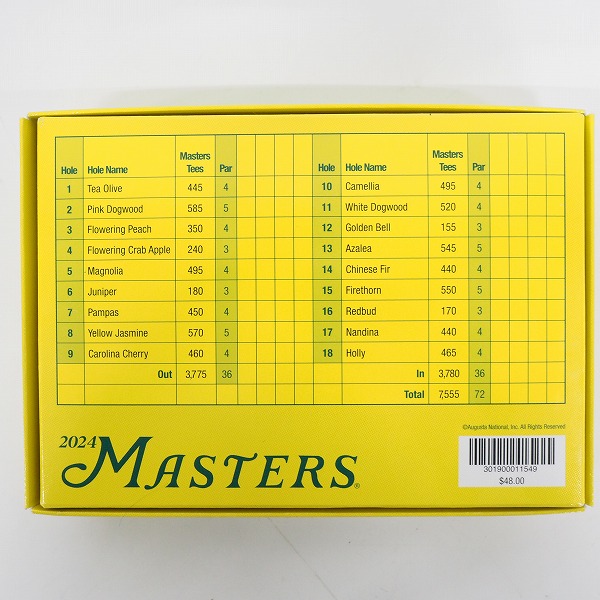 Hole Hole Name Masters Tees Par Hole Hole Name Masters Tees Par
1 Tea Olive 445 4 10 Camellia 495 4
2 Pink Dogwood 585 5 11 White Dogwood 520 4
3 Flowering Peach 350 4 12 Golden Bell 155 3
4 Flowering Crab Apple 240 3 13 Azalea 545 5
5 Magnolia 495 4 14 Chinese Fir 440 4
6 Juniper 180 3 15 Firethorn 550 5
7 Pampas 450 4 16 Redbud 170 3
8 Yellow Jasmine 570 5 17 Nandina 440 4
9 Carolina Cherry 460 4 18 Holly 465 4
Out 3,775 36 In 3,780 36
Total 7,555 72
©Augusta National, Inc. All Rights Reserved
2024 MASTERS®
301900011549
$48.00